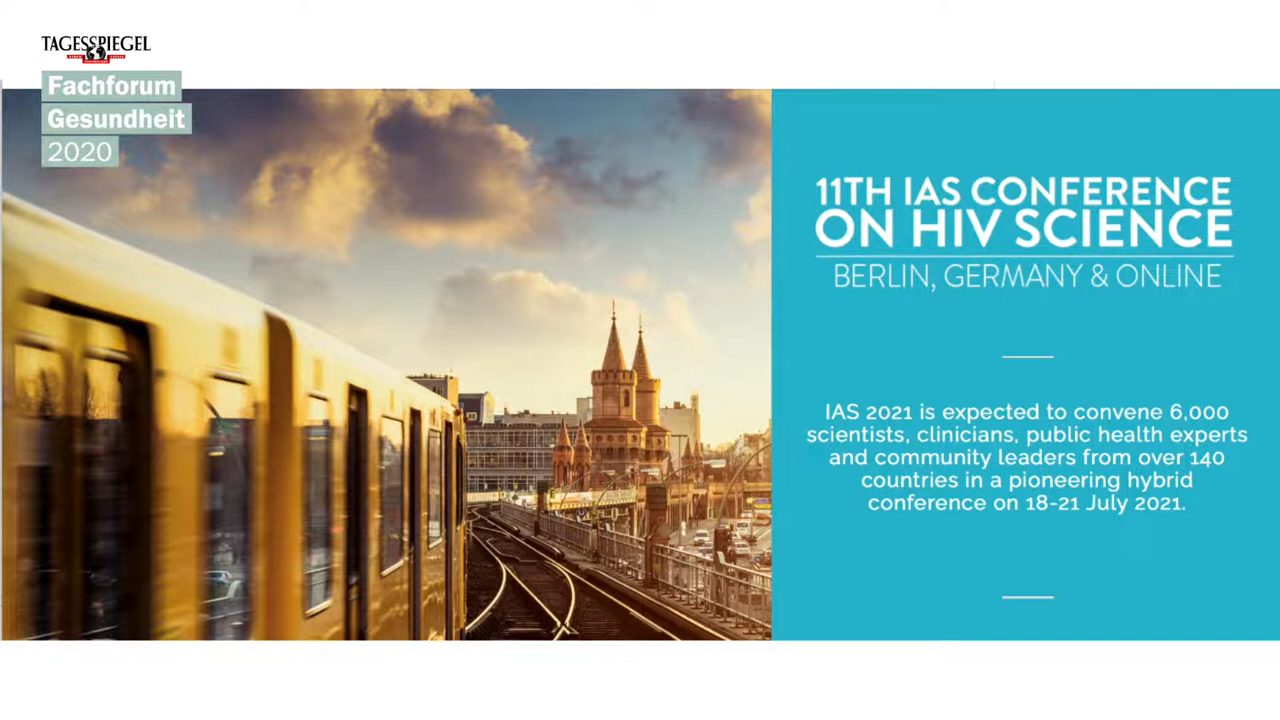 TAGESSPIEGEL
Fachforum
Gesundheit
2020
11TH IAS CONFERENCE
ON HIV SCIENCE
BERLIN, GERMANY & ONLINE
IAS 2021 is expected to convene 6,000
scientists, clinicians, public health experts
and community leaders from over 140
countries in a pioneering hybrid
conference on 18-21 July 2021.